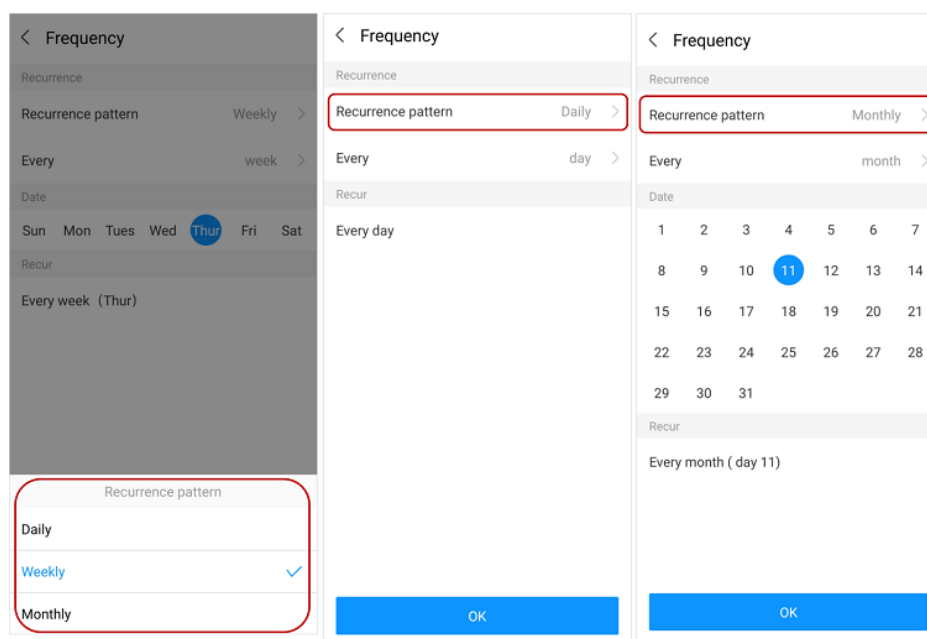 Frequency
Recurrence
Recurrence pattern Weekly
Every week
Date
Sun Mon Tues Wed Thur Fri Sat
Recur
Every week (Thur)
Recurrence pattern
Daily
Weekly
Monthly
Frequency
Recurrence
Recurrence pattern Daily
Every day
Recur
Every day
OK
Frequency
Recurrence
Recurrence pattern Monthly
Every month
Date
1 2 3 4 5 6 7
8 9 10 11 12 13 14
15 16 17 18 19 20 21
22 23 24 25 26 27 28
29 30 31
Recur
Every month ( day 11)
OK